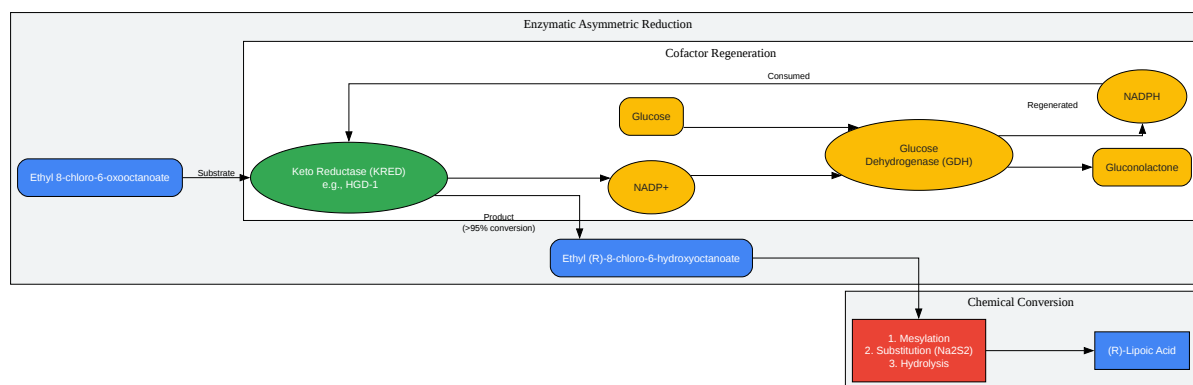 Enzymatic Asymmetric Reduction
Cofactor Regeneration
Consumed
NADPH
Glucose
Regenerated
Glucose
Dehydrogenase (GDH)
Ethyl 8-chloro-6-oxooctanoate
Substrate
Keto Reductase (KRED)
e.g., HGD-1
NADP+
Gluconolactone
Product
(>95% conversion)
Ethyl (R)-8-chloro-6-hydroxyoctanoate
Chemical Conversion
1. Mesylation
2. Substitution (Na2S2)
3. Hydrolysis
(R)-Lipoic Acid